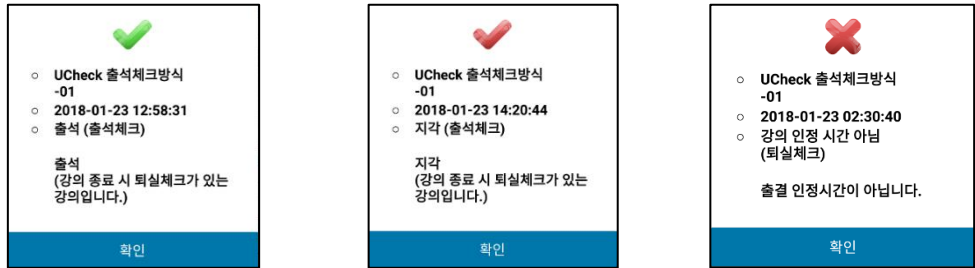 UCheck 출석체크방식
-01
2018-01-23 12:58:31
출석 (출석체크)
출석
(강의 종료 시 퇴실체크가 있는
강의입니다.)
확인
UCheck 출석체크방식
-01
2018-01-23 14:20:44
지각 (출석체크)
지각
(강의 종료 시 퇴실체크가 있는
강의입니다.)
확인
UCheck 출석체크방식
-01
2018-01-23 02:30:40
강의 인정 시간 아님
(퇴실체크)
출결 인정시간이 아닙니다.
확인